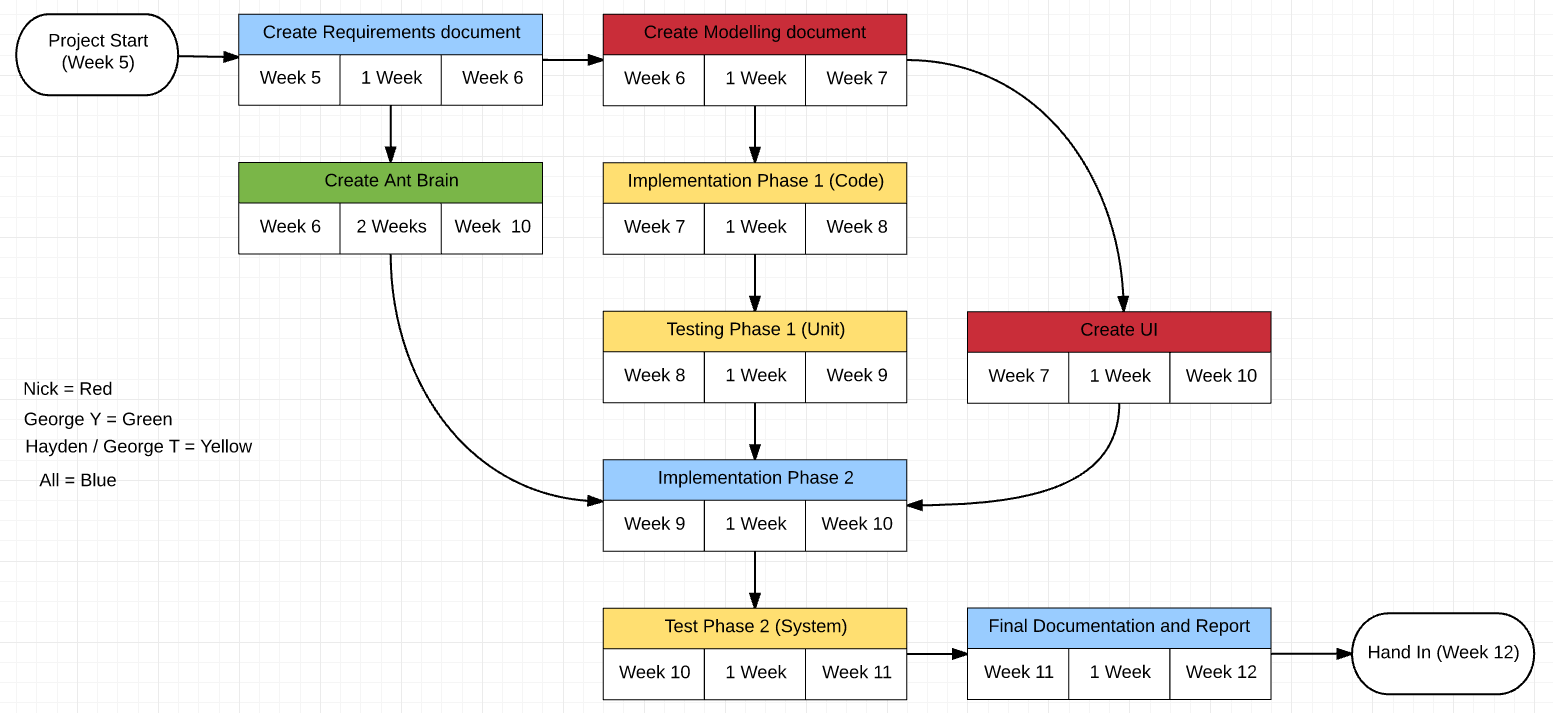 Project Start
(Week 5)
Create Requirements document
Week 5 1 Week Week 6
Create Modelling document
Week 6 1 Week Week 7
Create Ant Brain
Week 6 2 Weeks Week  10
Implementation Phase 1 (Code)
Week 7 1 Week Week 8
Testing Phase 1 (Unit)
Week 8 1 Week Week 9
Create UI
Week 7 1 Week Week 10
Nick = Red
George Y = Green
Hayden / George T = Yellow
All = Blue
Implementation Phase 2
Week 9 1 Week Week 10
Test Phase 2 (System)
Week 10 1 Week Week 11
Final Documentation and Report
Week 11 1 Week Week 12
Hand In (Week 12)